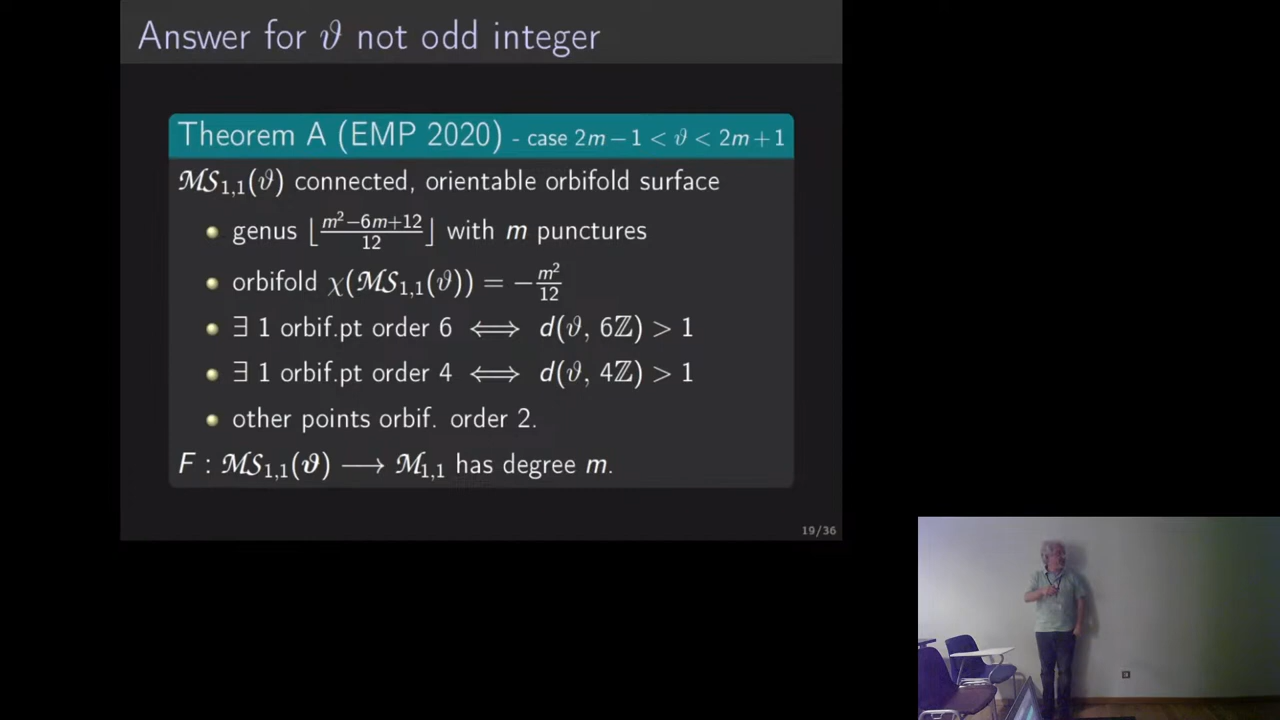 Answer for ϑ not odd integer
Theorem A (EMP 2020) - case 2m − 1 < ϑ < 2m + 1
ℳ𝒮₁,₁(ϑ) connected, orientable orbifold surface
genus ⌊(m²−6m+12)/12⌋ with m punctures
orbifold χ(ℳ𝒮₁,₁(ϑ)) = −m²/12
∃ 1 orbif.pt order 6 ⟺ d(ϑ, 6ℤ) > 1
∃ 1 orbif.pt order 4 ⟺ d(ϑ, 4ℤ) > 1
other points orbif. order 2.
F : ℳ𝒮₁,₁(ϑ) ⟶ ℳ₁,₁ has degree m.
19/36